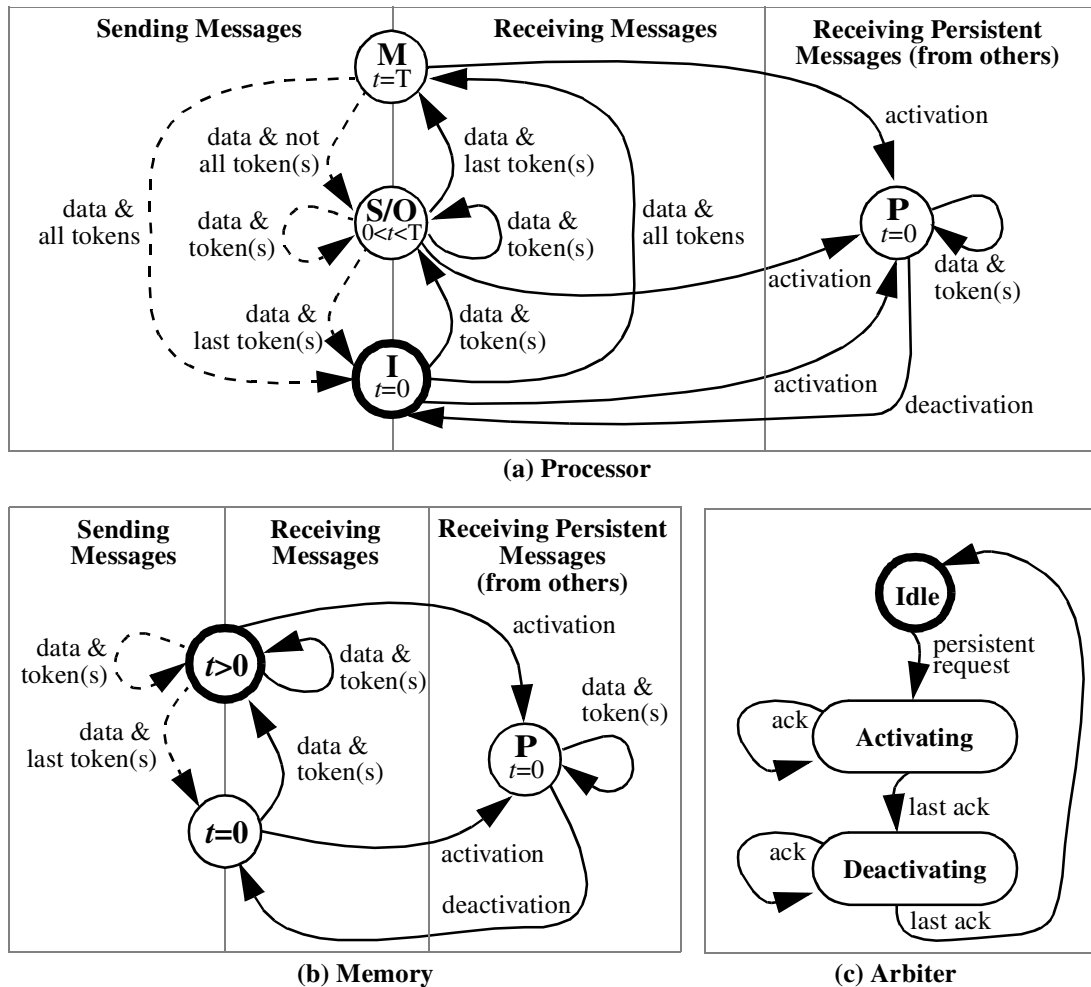 Sending Messages
Receiving Messages
Receiving Persistent
Messages (from others)
M
t=T
activation
data & not
all token(s)
data &
last token(s)
data &
all tokens
S/O
0<t<T
data &
token(s)
data &
token(s)
data &
all tokens
P
t=0
data &
token(s)
activation
data &
last token(s)
data &
token(s)
I
t=0
activation
deactivation
(a) Processor
Sending
Messages
Receiving
Messages
Receiving Persistent
Messages
(from others)
activation
data &
token(s)
t>0
data &
token(s)
data &
token(s)
data &
last token(s)
data &
token(s)
P
t=0
t=0
activation
deactivation
(b) Memory
Idle
persistent
request
ack
Activating
last ack
ack
Deactivating
last ack
(c) Arbiter